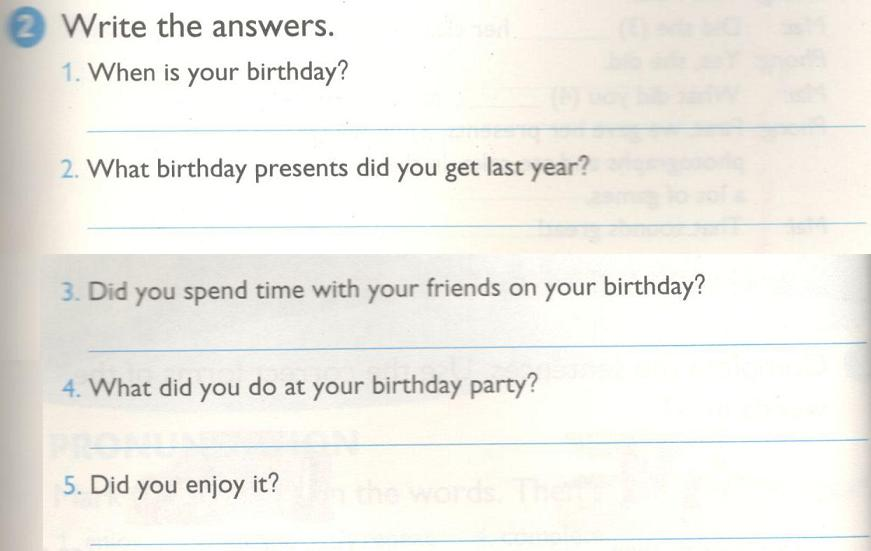 2 Write the answers.
1. When is your birthday?
2. What birthday presents did you get last year?
3. Did you spend time with your friends on your birthday?
4. What did you do at your birthday party?
5. Did you enjoy it?